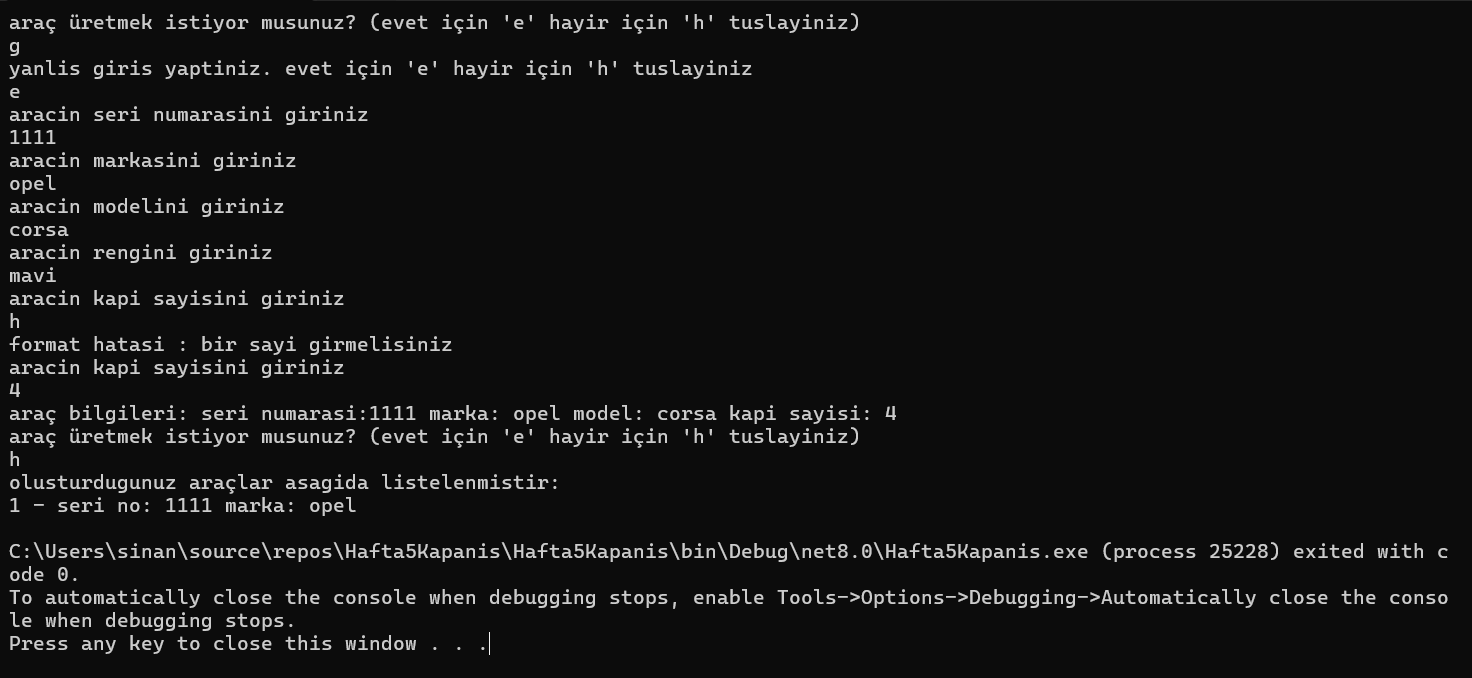 araç üretmek istiyor musunuz? (evet için 'e' hayir için 'h' tuslayiniz)
g
yanlis giris yaptiniz. evet için 'e' hayir için 'h' tuslayiniz
e
aracin seri numarasini giriniz
1111
aracin markasini giriniz
opel
aracin modelini giriniz
corsa
aracin rengini giriniz
mavi
aracin kapi sayisini giriniz
h
format hatasi : bir sayi girmelisiniz
aracin kapi sayisini giriniz
4
araç bilgileri: seri numarasi:1111 marka: opel model: corsa kapi sayisi: 4
araç üretmek istiyor musunuz? (evet için 'e' hayir için 'h' tuslayiniz)
h
olusturdugunuz araçlar asagida listelenmistir:
1 - seri no: 1111 marka: opel
C:\Users\sinan\source\repos\Hafta5Kapanis\Hafta5Kapanis\bin\Debug\net8.0\Hafta5Kapanis.exe (process 25228) exited with c
ode 0.
To automatically close the console when debugging stops, enable Tools->Options->Debugging->Automatically close the conso
le when debugging stops.
Press any key to close this window . . .